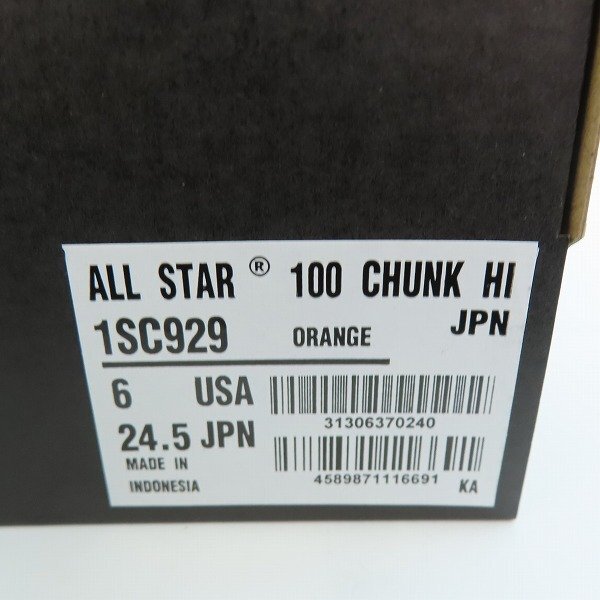 ALL STAR ® 100 CHUNK HI
1SC929 ORANGE JPN
6 USA
31306370240
24.5 JPN
MADE IN
INDONESIA
4589871116691 KA